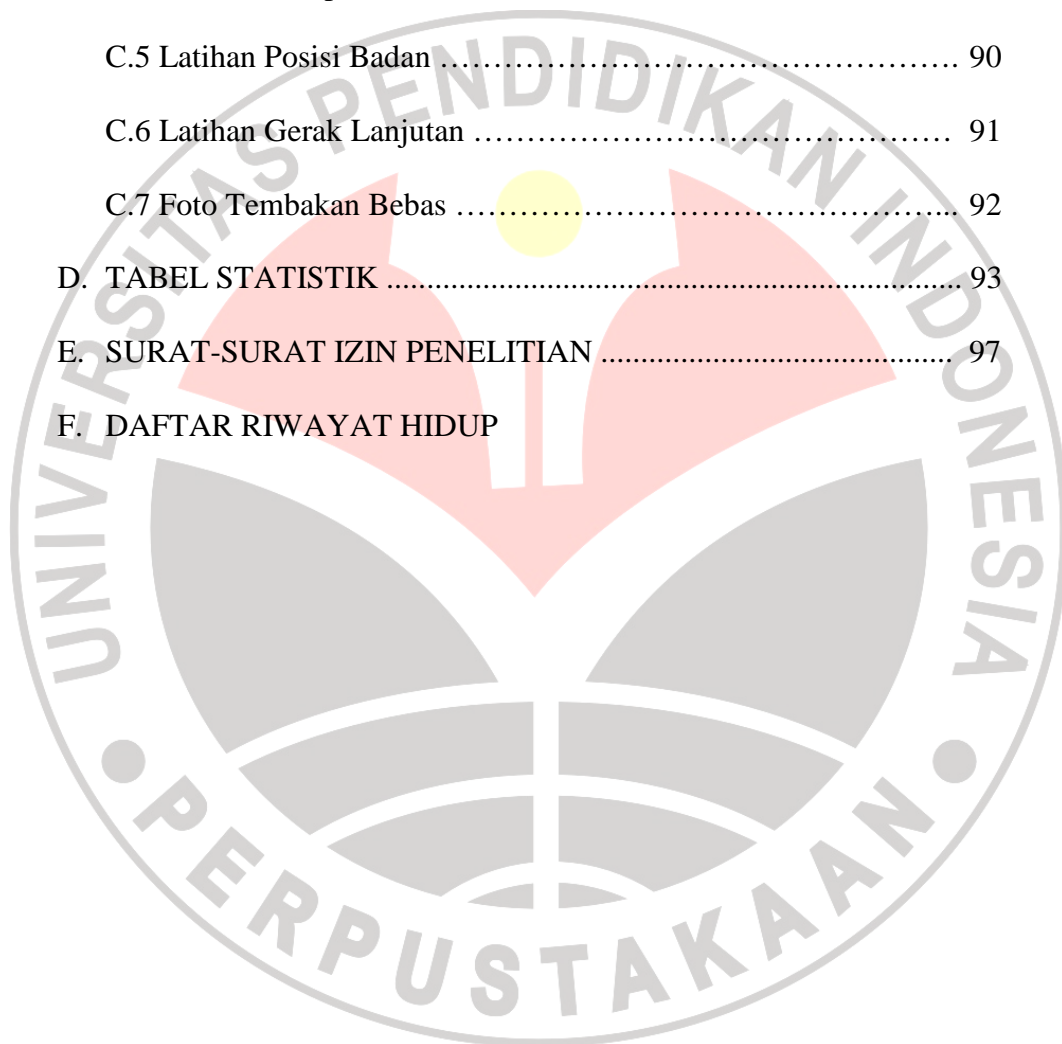 C.5 Latihan Posisi Badan …………………………………………………. 90
C.6 Latihan Gerak Lanjutan ……………………………………………… 91
C.7 Foto Tembakan Bebas ………………………………………………... 92
D. TABEL STATISTIK ........................................................................ 93
E. SURAT-SURAT IZIN PENELITIAN ............................................ 97
F. DAFTAR RIWAYAT HIDUP
UNIVERSITAS PENDIDIKAN INDONESIA
PERPUSTAKAAN